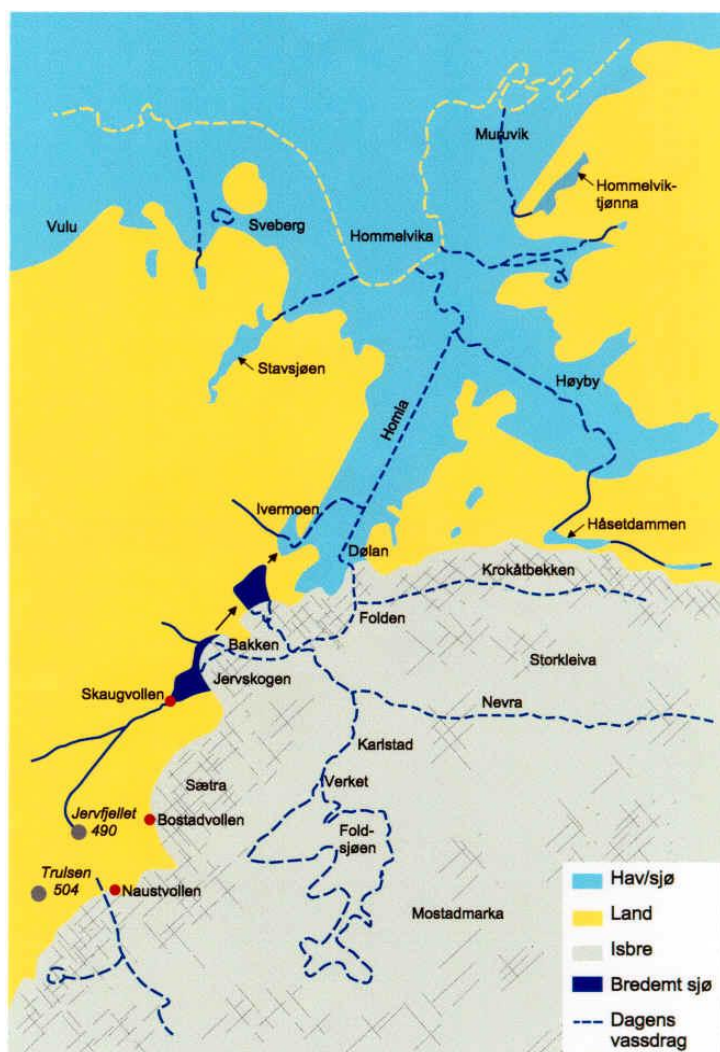 Muruvik
Hommelvik-
tjønna
Vulu
Sveberg
Hommelvika
Stavsjøen
Høyby
Homla
Ivermoen
Håsetdammen
Dølan
Krokåtbekken
Folden
Bakken
Storkleiva
Jervskogen
Skaugvollen
Nevra
Karlstad
Sætra
Verket
Jervfjellet
490
Bostadvollen
Fold-
sjøen
Trulsen
504
Naustvollen
Mostadmarka
Hav/sjø
Land
Isbre
Bredemt sjø
Dagens
vassdrag